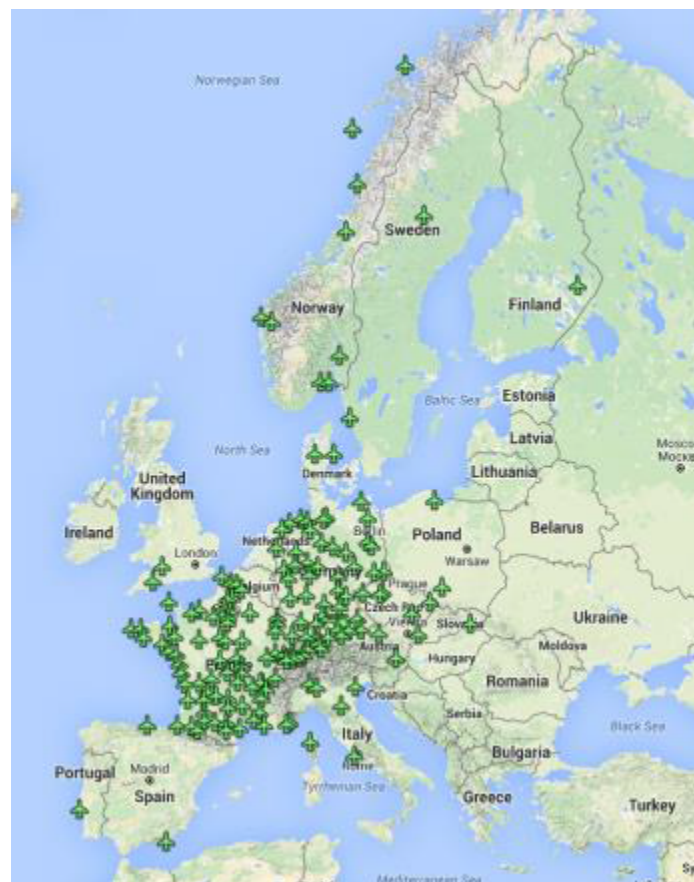 Norwegian Sea
Sweden
Norway
Finland
Baltic Sea
Estonia
North Sea
Latvia
Moscow
Москва
Denmark
Lithuania
United
Kingdom
Ireland
Belarus
London
Netherlands
Berlin
Poland
Warsaw
Belgium
Germany
Prague
Czech Rep
Ukraine
Vienna
Slovakia
Austria
Moldova
France
Hungary
Romania
Croatia
Serbia
Black Sea
Italy
Bulgaria
Portugal
Madrid
Spain
Rome
Tyrrhenian Sea
Greece
Turkey
Sy
Mediterranean Sea